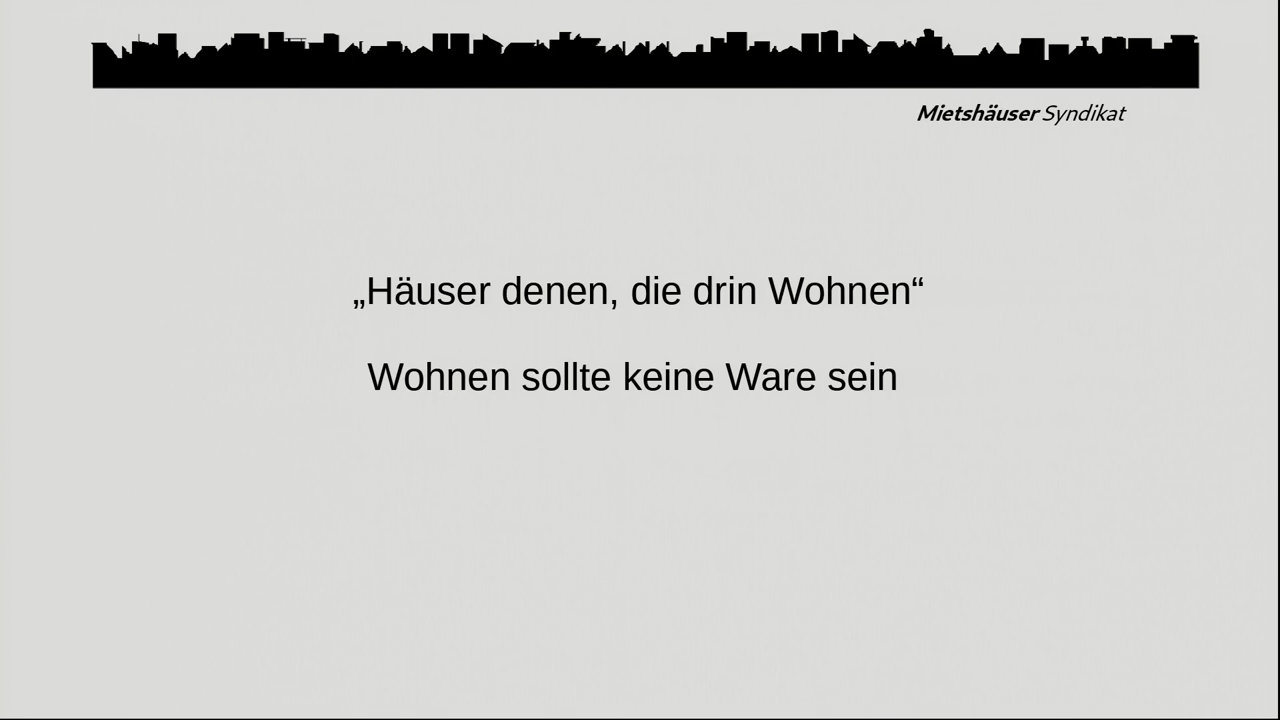 Mietshäuser Syndikat
„Häuser denen, die drin Wohnen“
Wohnen sollte keine Ware sein